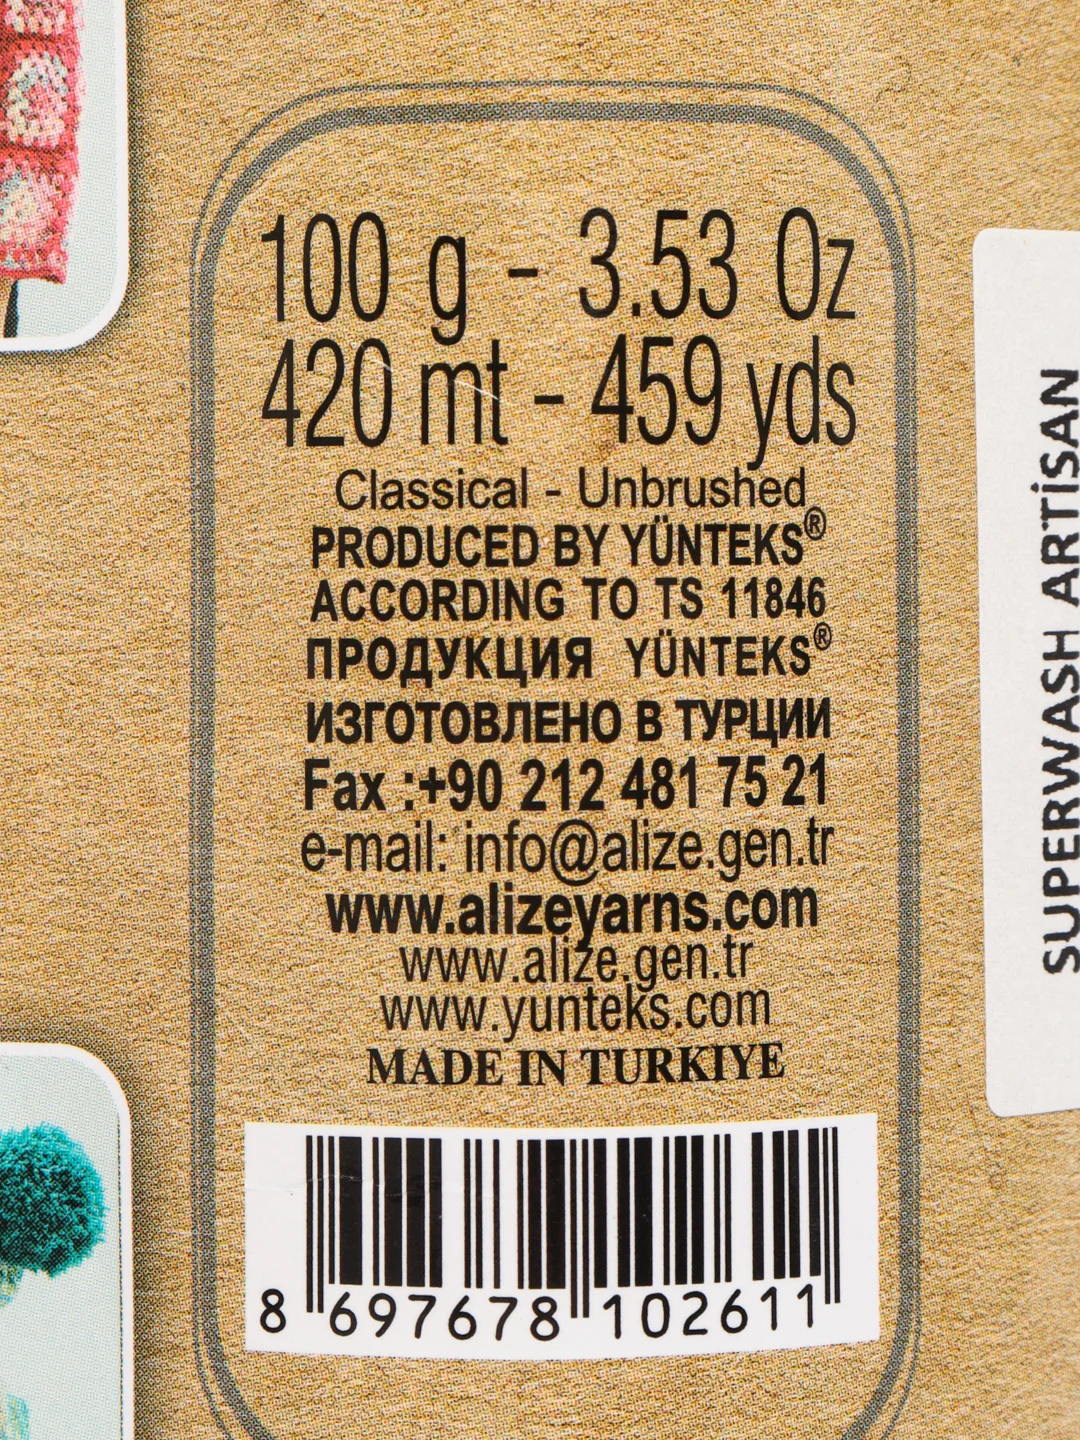 100 g - 3.53 Oz
420 mt - 459 yds
Classical - Unbrushed
PRODUCED BY YÜNTEKS®
ACCORDING TO TS 11846
ПРОДУКЦИЯ YÜNTEKS®
ИЗГОТОВЛЕНО В ТУРЦИИ
Fax :+90 212 481 75 21
e-mail: info@alize.gen.tr
www.alizeyarns.com
www.alize.gen.tr
www.yunteks.com
MADE IN TURKIYE
8 697678 102611
SUPERWASH ARTİSAN